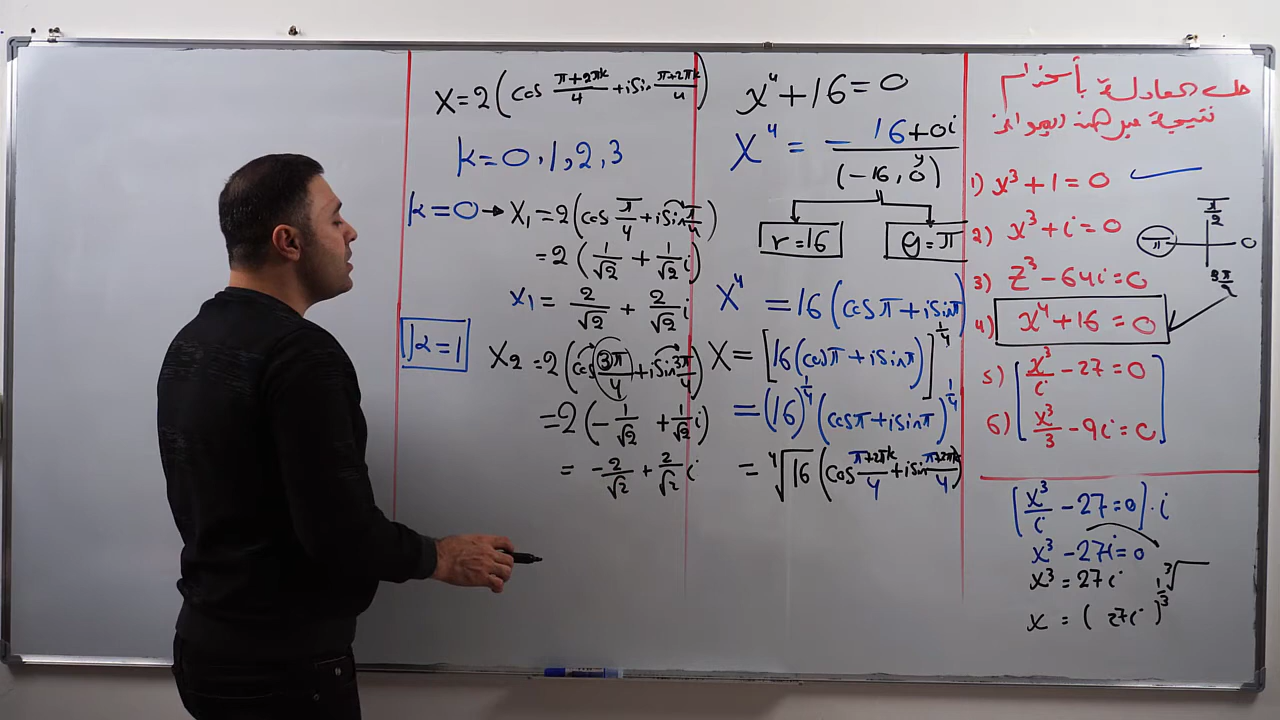 حل المعادلة بأستخدام
نتيجة مبرهنة ديموافر
1) x³ + 1 = 0
2) x³ + i = 0
3) z³ - 64i = 0
4) x⁴ + 16 = 0
5) x³/i - 27 = 0
6) x³/3 - 9i = 0
π/2
π
0
3π/2
[x³/i - 27 = 0] · i
x³ - 27i = 0
x³ = 27i
³√
x = (27i)^(1/3)
x⁴ + 16 = 0
x⁴ = -16 + 0i
(-16, 0)
y
r = 16
θ = π
x⁴ = 16(cos π + i sin π)
x = [16(cos π + i sin π)]^(1/4)
= (16)^(1/4) (cos π + i sin π)^(1/4)
= ⁴√16 (cos (π+2πk)/4 + i sin (π+2πk)/4)
x = 2(cos (π+2πk)/4 + i sin (π+2πk)/4)
k = 0, 1, 2, 3
k = 0 → x₁ = 2(cos π/4 + i sin π/4)
= 2(1/√2 + 1/√2 i)
x₁ = 2/√2 + 2/√2 i
k = 1
x₂ = 2(cos 3π/4 + i sin 3π/4)
= 2(-1/√2 + 1/√2 i)
= -2/√2 + 2/√2 i